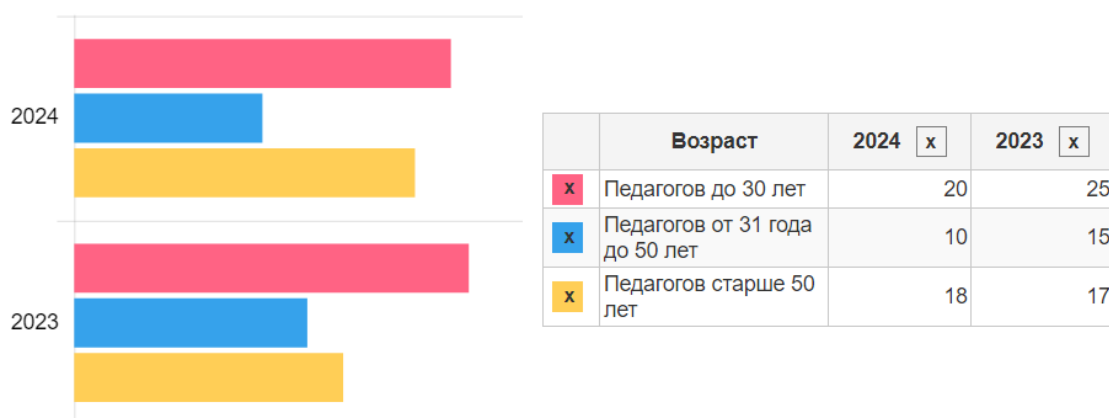 2024
2023
Возраст 2024 x 2023 x
x Педагогов до 30 лет 20 25
x Педагогов от 31 года
до 50 лет 10 15
x Педагогов старше 50
лет 18 17